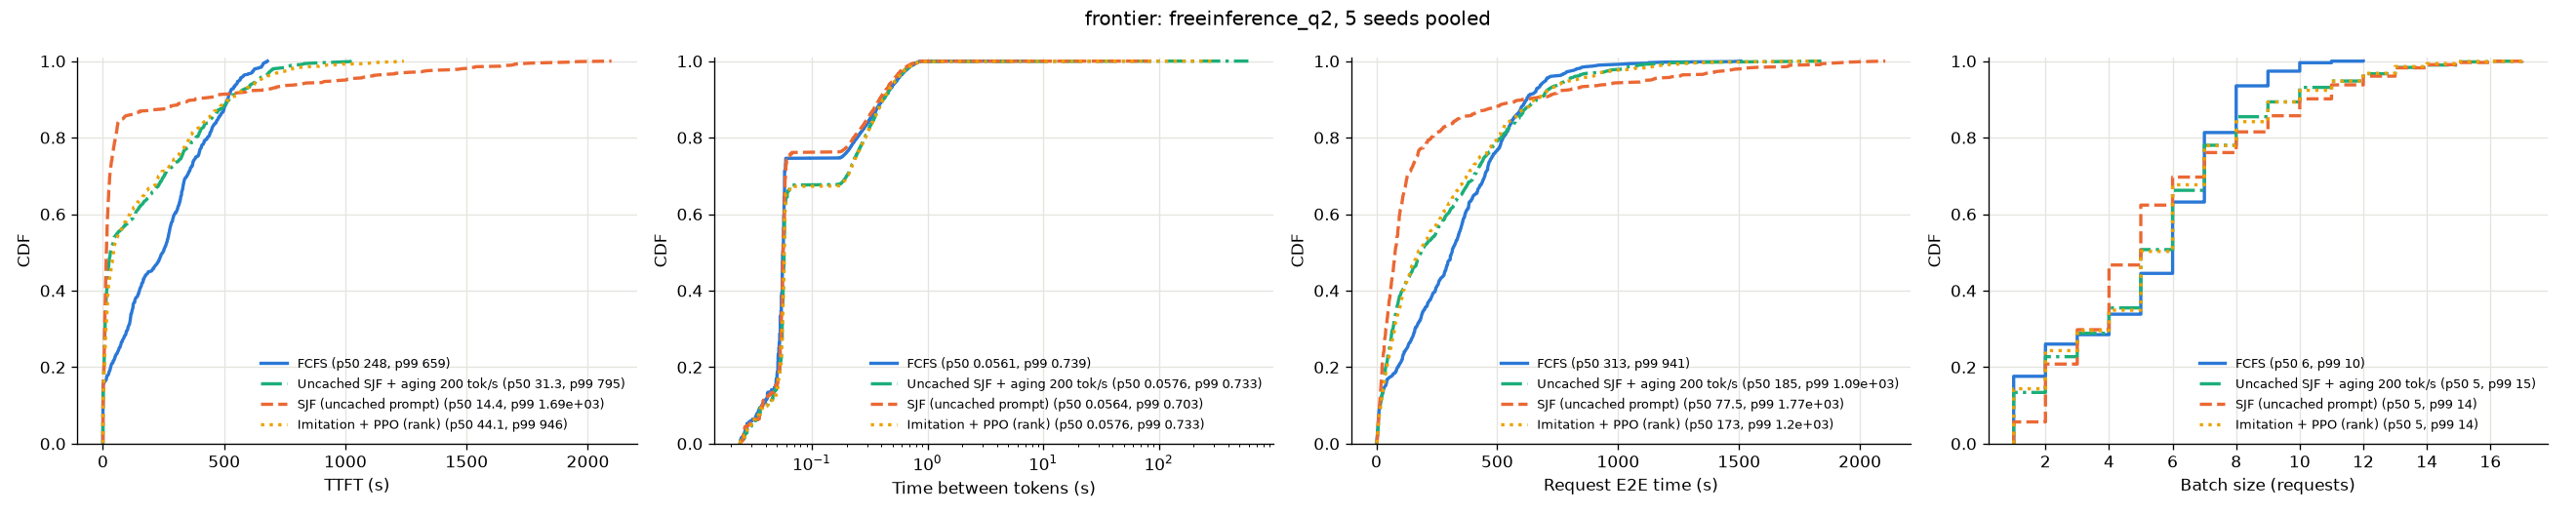 frontier: freeinference_q2, 5 seeds pooled
CDF
1.0
0.8
0.6
0.4
0.2
0.0
FCFS (p50 248, p99 659)
Uncached SJF + aging 200 tok/s (p50 31.3, p99 795)
SJF (uncached prompt) (p50 14.4, p99 1.69e+03)
Imitation + PPO (rank) (p50 44.1, p99 946)
0 500 1000 1500 2000
TTFT (s)
CDF
1.0
0.8
0.6
0.4
0.2
0.0
FCFS (p50 0.0561, p99 0.739)
Uncached SJF + aging 200 tok/s (p50 0.0576, p99 0.733)
SJF (uncached prompt) (p50 0.0564, p99 0.703)
Imitation + PPO (rank) (p50 0.0576, p99 0.733)
10⁻¹ 10⁰ 10¹ 10²
Time between tokens (s)
CDF
1.0
0.8
0.6
0.4
0.2
0.0
FCFS (p50 313, p99 941)
Uncached SJF + aging 200 tok/s (p50 185, p99 1.09e+03)
SJF (uncached prompt) (p50 77.5, p99 1.77e+03)
Imitation + PPO (rank) (p50 173, p99 1.2e+03)
0 500 1000 1500 2000
Request E2E time (s)
CDF
1.0
0.8
0.6
0.4
0.2
0.0
FCFS (p50 6, p99 10)
Uncached SJF + aging 200 tok/s (p50 5, p99 15)
SJF (uncached prompt) (p50 5, p99 14)
Imitation + PPO (rank) (p50 5, p99 14)
2 4 6 8 10 12 14 16
Batch size (requests)